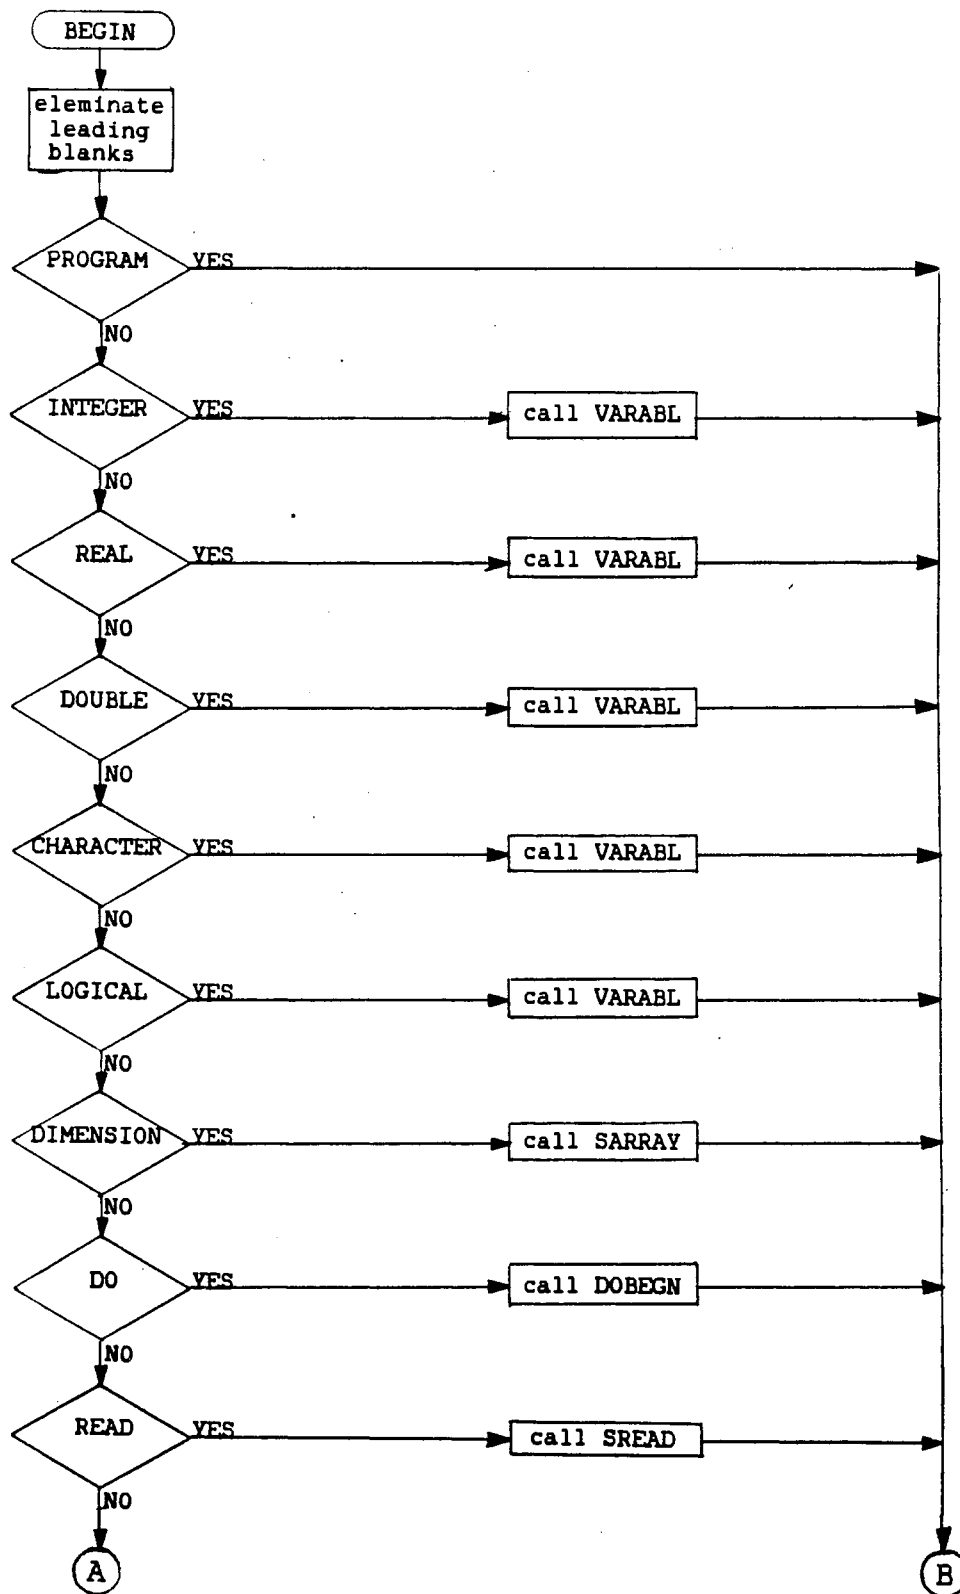 BEGIN
eleminate
leading
blanks
PROGRAM YES
NO
INTEGER YES call VARABL
NO
REAL YES call VARABL
NO
DOUBLE YES call VARABL
NO
CHARACTER YES call VARABL
NO
LOGICAL YES call VARABL
NO
DIMENSION YES call SARRAY
NO
DO YES call DOBEGN
NO
READ YES call SREAD
NO
A B